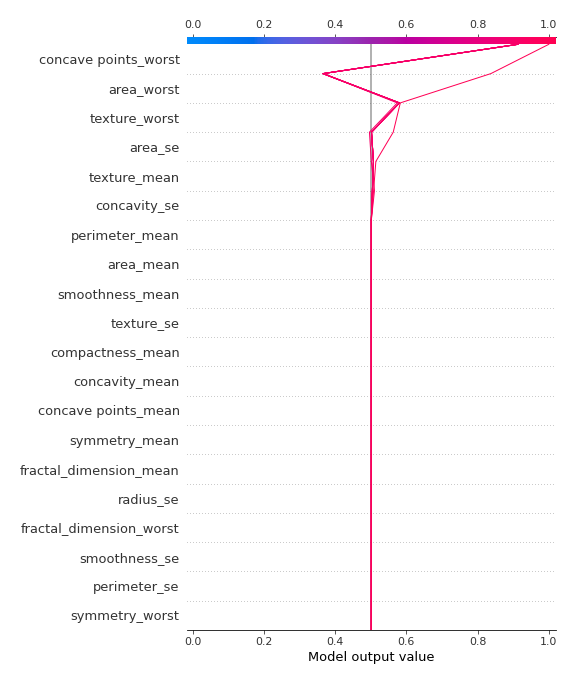 0.0 0.2 0.4 0.6 0.8 1.0
concave points_worst
area_worst
texture_worst
area_se
texture_mean
concavity_se
perimeter_mean
area_mean
smoothness_mean
texture_se
compactness_mean
concavity_mean
concave points_mean
symmetry_mean
fractal_dimension_mean
radius_se
fractal_dimension_worst
smoothness_se
perimeter_se
symmetry_worst
0.0 0.2 0.4 0.6 0.8 1.0
Model output value